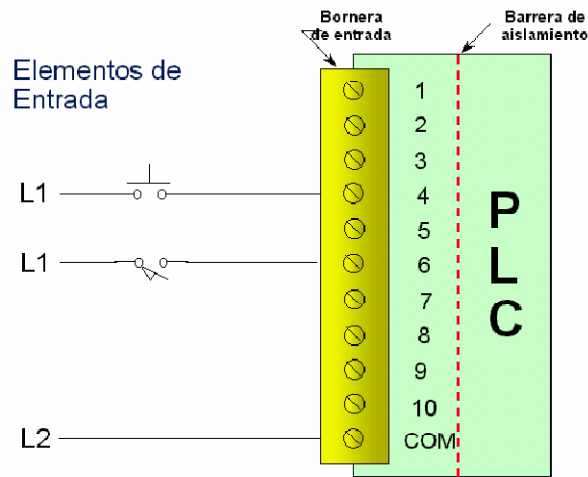 Bornera
de entrada
Barrera de
aislamiento
Elementos de
Entrada
1
2
3
L1
4
5
L1
6
7
8
9
10
L2
COM
P
L
C